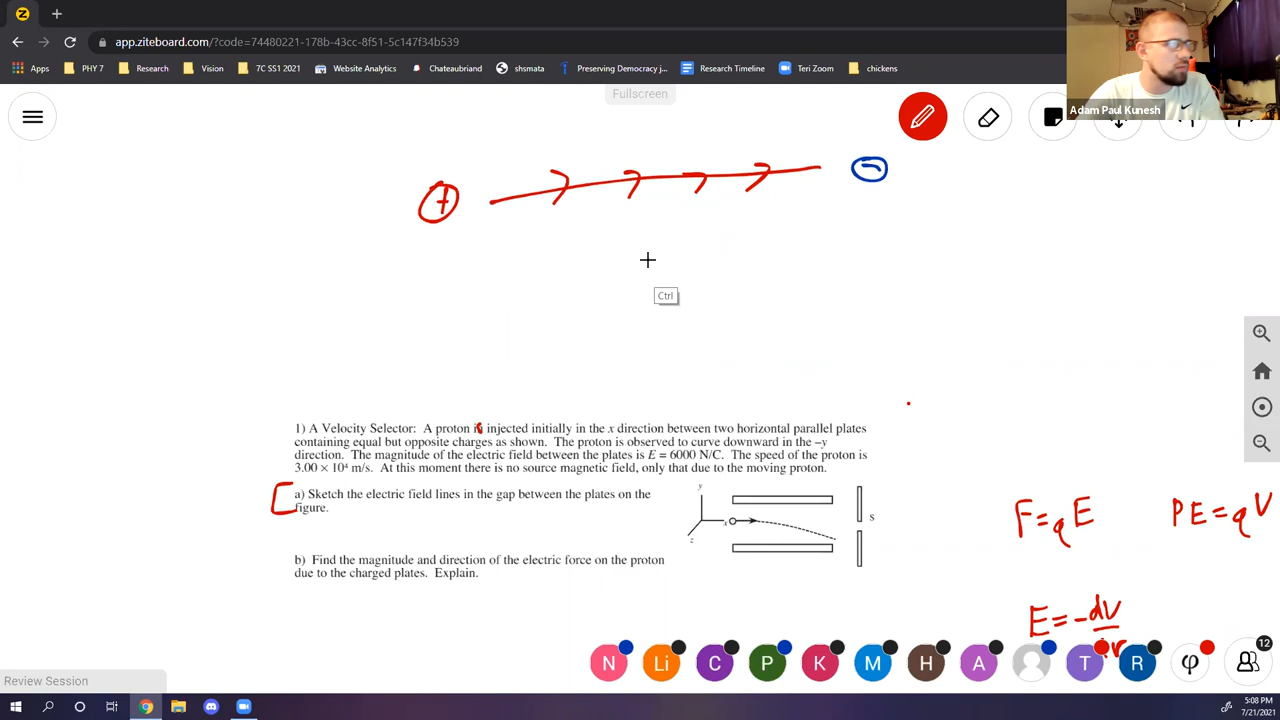 app.ziteboard.com/?code=74480221-178b-43cc-8f51-5c147f34b539
Apps PHY 7 Research Vision 7C SS1 2021 Website Analytics Chateaubriand... shsmata Preserving Democracy j... Research Timeline Teri Zoom chickens
Fullscreen
Adam Paul Kunesh
+ −
Ctrl
1) A Velocity Selector: A proton is injected initially in the x direction between two horizontal parallel plates
containing equal but opposite charges as shown. The proton is observed to curve downward in the –y
direction. The magnitude of the electric field between the plates is E = 6000 N/C. The speed of the proton is
3.00 × 10⁴ m/s. At this moment there is no source magnetic field, only that due to the moving proton.
a) Sketch the electric field lines in the gap between the plates on the
figure.
y
x
z
S
b) Find the magnitude and direction of the electric force on the proton
due to the charged plates. Explain.
F=qE PE=qV
E=-dV
dr
N Li C P K M H A T R φ 12
Review Session
5:08 PM
7/21/2021